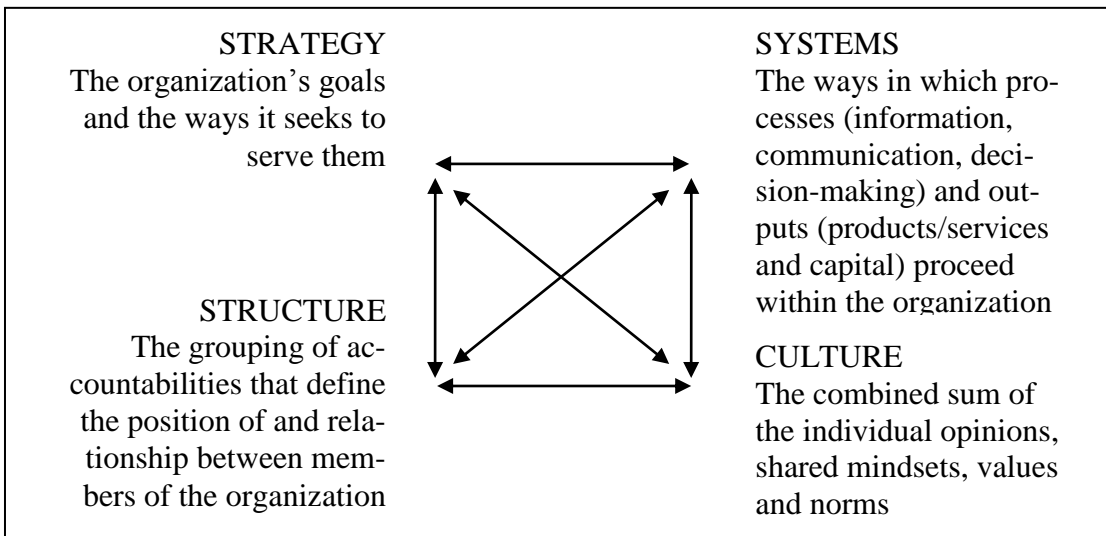 STRATEGY
The organization’s goals
and the ways it seeks to
serve them
SYSTEMS
The ways in which pro-
cesses (information,
communication, deci-
sion-making) and out-
puts (products/services
and capital) proceed
within the organization
STRUCTURE
The grouping of ac-
countabilities that define
the position of and rela-
tionship between mem-
bers of the organization
CULTURE
The combined sum of
the individual opinions,
shared mindsets, values
and norms